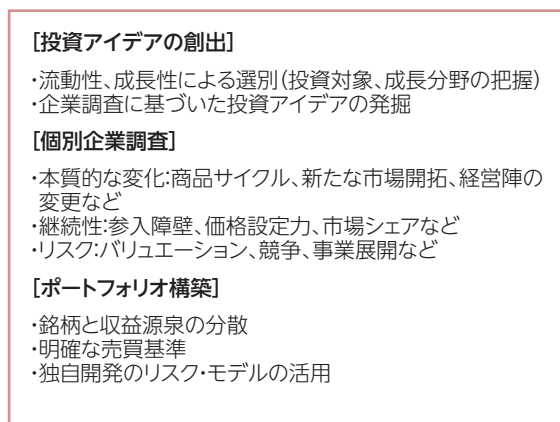 [投資アイデアの創出]
・流動性、成長性による選別(投資対象、成長分野の把握)
・企業調査に基づいた投資アイデアの発掘
[個別企業調査]
・本質的な変化:商品サイクル、新たな市場開拓、経営陣の
変更など
・継続性:参入障壁、価格設定力、市場シェアなど
・リスク:バリュエーション、競争、事業展開など
[ポートフォリオ構築]
・銘柄と収益源泉の分散
・明確な売買基準
・独自開発のリスク・モデルの活用